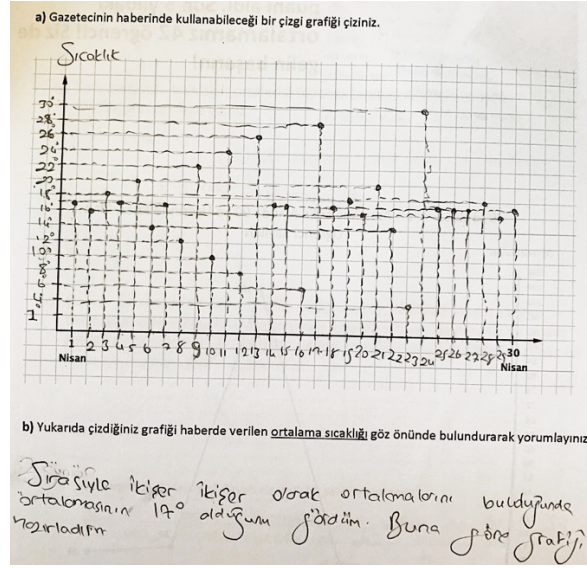 a) Gazetecinin haberinde kullanabileceği bir çizgi grafiği çiziniz.
Sıcaklık
30
28
26
22
1 2 3 4 5 6 7 8 9 10 11 12 13 14 15 16 17 18 19 20 21 22 23 24 25 26 27 28 29 30
Nisan Nisan
b) Yukarıda çizdiğiniz grafiği haberde verilen ortalama sıcaklığı göz önünde bulundurarak yorumlayınız
Sırasıyla ikişer ikişer olarak ortalamalarını bulduğumda
ortalamasının 17° olduğunu gördüm. Buna göre grafiği
hazırladım